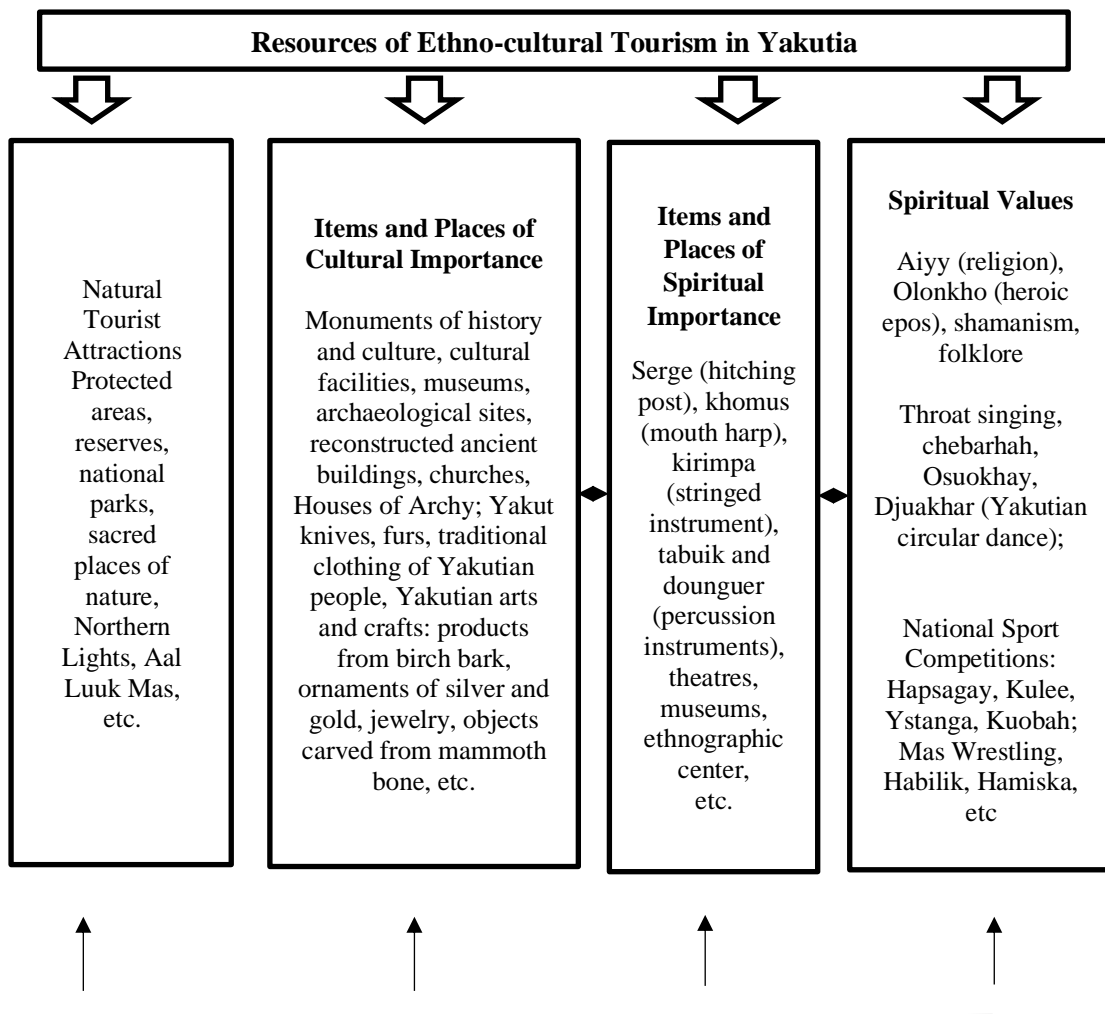 Resources of Ethno-cultural Tourism in Yakutia
Natural
Tourist
Attractions
Protected
areas,
reserves,
national
parks,
sacred
places of
nature,
Northern
Lights, Aal
Luuk Mas,
etc.
Items and Places of
Cultural Importance
Monuments of history
and culture, cultural
facilities, museums,
archaeological sites,
reconstructed ancient
buildings, churches,
Houses of Archy; Yakut
knives, furs, traditional
clothing of Yakutian
people, Yakutian arts
and crafts: products
from birch bark,
ornaments of silver and
gold, jewelry, objects
carved from mammoth
bone, etc.
Items and
Places of
Spiritual
Importance
Serge (hitching
post), khomus
(mouth harp),
kirimpa
(stringed
instrument),
tabuik and
dounguer
(percussion
instruments),
theatres,
museums,
ethnographic
center,
etc.
Spiritual Values
Aiyy (religion),
Olonkho (heroic
epos), shamanism,
folklore
Throat singing,
chebarhah,
Osuokhay,
Djuakhar (Yakutian
circular dance);
National Sport
Competitions:
Hapsagay, Kulee,
Ystanga, Kuobah;
Mas Wrestling,
Habilik, Hamiska,
etc